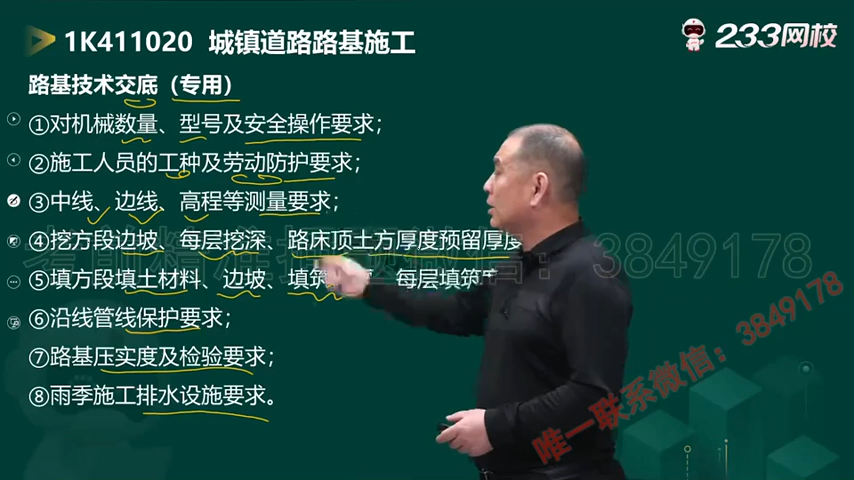 1K411020 城镇道路路基施工
233网校
路基技术交底（专用）
①对机械数量、型号及安全操作要求；
②施工人员的工种及劳动防护要求；
③中线、边线、高程等测量要求；
④挖方段边坡、每层挖深、路床顶土方厚度预留厚度
⑤填方段填土材料、边坡、填筑 每层填筑
⑥沿线管线保护要求；
⑦路基压实度及检验要求；
⑧雨季施工排水设施要求。
3849178
唯一联系微信：3849178